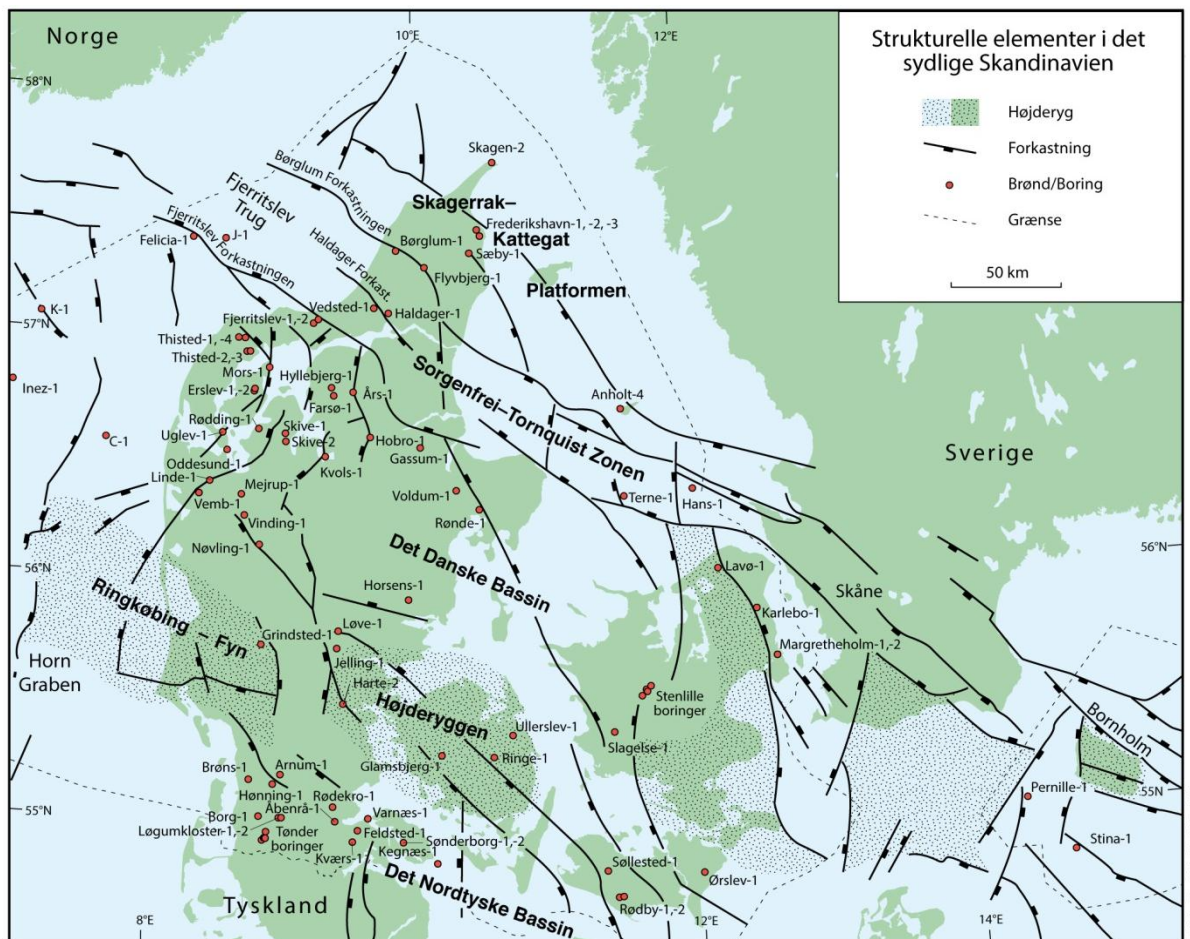 Norge
10°E
12°E
58°N
Strukturelle elementer i det
sydlige Skandinavien
Højderyg
Forkastning
Brønd/Boring
Grænse
50 km
Skagen-2
Børglum Forkastningen
Fjerritslev
Trug
Skagerrak–
Kattegat
Platformen
Frederikshavn-1, -2, -3
Felicia-1
J-1
Fjerritslev Forkastningen
Haldager Forkast.
Børglum-1
Sæby-1
Flyvbjerg-1
K-1
57°N
Vedsted-1
Fjerritslev-1,-2
Haldager-1
Thisted-1, -4
Thisted-2,-3
Mors-1
Inez-1
Hyllebjerg-1
Erslev-1,-2
Farsø-1
Års-1
Anholt-4
Sorgenfrei–Tornquist Zonen
Rødding-1
Skive-1
C-1
Uglev-1
Skive-2
Hobro-1
Gassum-1
Oddesund-1
Kvols-1
Linde-1
Mejrup-1
Sverige
Vemb-1
Voldum-1
Terne-1
Hans-1
Vinding-1
Rønde-1
Nøvling-1
56°N
56°N
Det Danske Bassin
Lavø-1
Ringkøbing – Fyn
Højderyggen
Horsens-1
Skåne
Karlebo-1
Løve-1
Grindsted-1
Margretheholm-1,-2
Jelling-1
Horn
Graben
Harte-2
Stenlille
boringer
Ullerslev-1
Slagelse-1
Glamsbjerg-1
Ringe-1
Bornholm
Brøns-1
Arnum-1
Hønning-1
Rødekro-1
55°N
55N
Pernille-1
Åbenrå-1
Borg-1
Varnæs-1
Løgumkloster-1,-2
Feldsted-1
Tønder
boringer
Sønderborg-1,-2
Kværs-1
Kegnæs-1
Stina-1
Søllested-1
Ørslev-1
Det Nordtyske Bassin
Rødby-1,-2
Tyskland
8°E
12°E
14°E